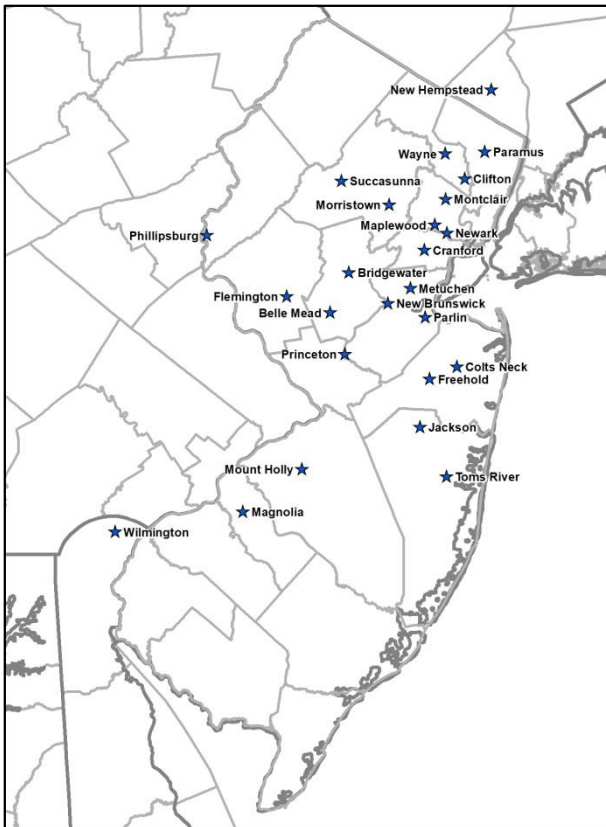 New Hempstead
Wayne
Paramus
Succasunna
Clifton
Morristown
Montclair
Maplewood
Newark
Phillipsburg
Cranford
Bridgewater
Metuchen
Flemington
New Brunswick
Belle Mead
Parlin
Princeton
Colts Neck
Freehold
Jackson
Mount Holly
Toms River
Magnolia
Wilmington